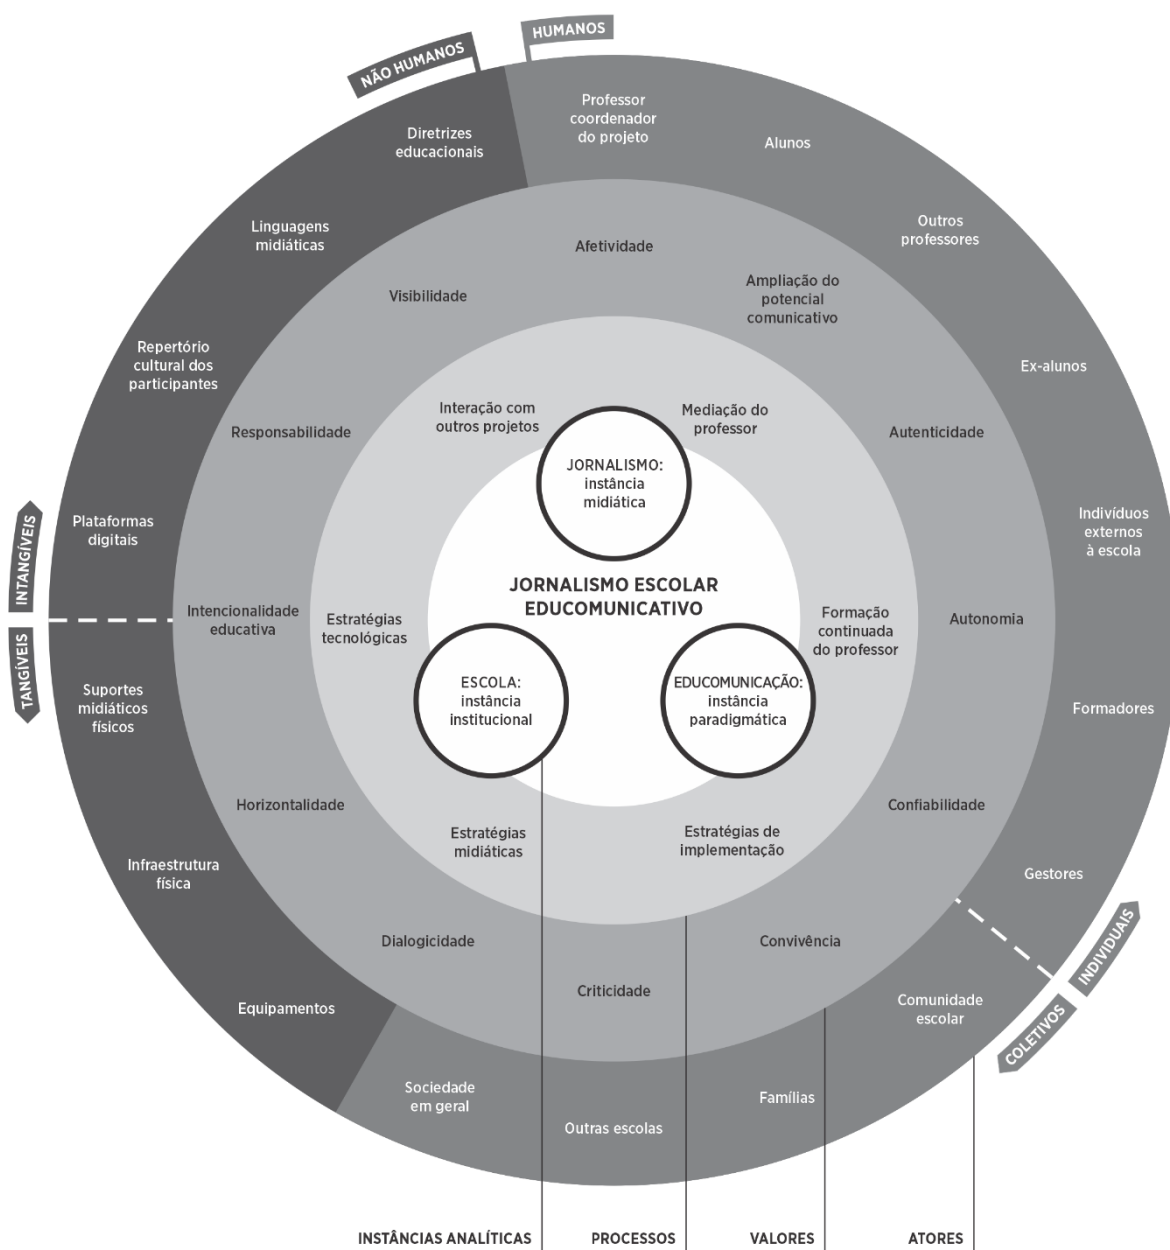 NÃO HUMANOS
HUMANOS
Professor
coordenador
do projeto
Alunos
Outros
professores
Ex-alunos
Indivíduos
externos
à escola
Formadores
Gestores
INDIVIDUAIS
COLETIVOS
Comunidade
escolar
Famílias
Outras escolas
Sociedade
em geral
Equipamentos
Infraestrutura
física
Suportes
midiáticos
físicos
TANGÍVEIS
INTANGÍVEIS
Plataformas
digitais
Repertório
cultural dos
participantes
Linguagens
midiáticas
Diretrizes
educacionais
Afetividade
Ampliação do
potencial
comunicativo
Autenticidade
Autonomia
Confiabilidade
Convivência
Criticidade
Dialogicidade
Horizontalidade
Intencionalidade
educativa
Responsabilidade
Visibilidade
Interação com
outros projetos
Mediação do
professor
Formação
continuada
do professor
Estratégias de
implementação
Estratégias
midiáticas
Estratégias
tecnológicas
JORNALISMO:
instância
midiática
JORNALISMO ESCOLAR
EDUCOMUNICATIVO
ESCOLA:
instância
institucional
EDUCOMUNICAÇÃO:
instância
paradigmática
INSTÂNCIAS ANALÍTICAS
PROCESSOS
VALORES
ATORES